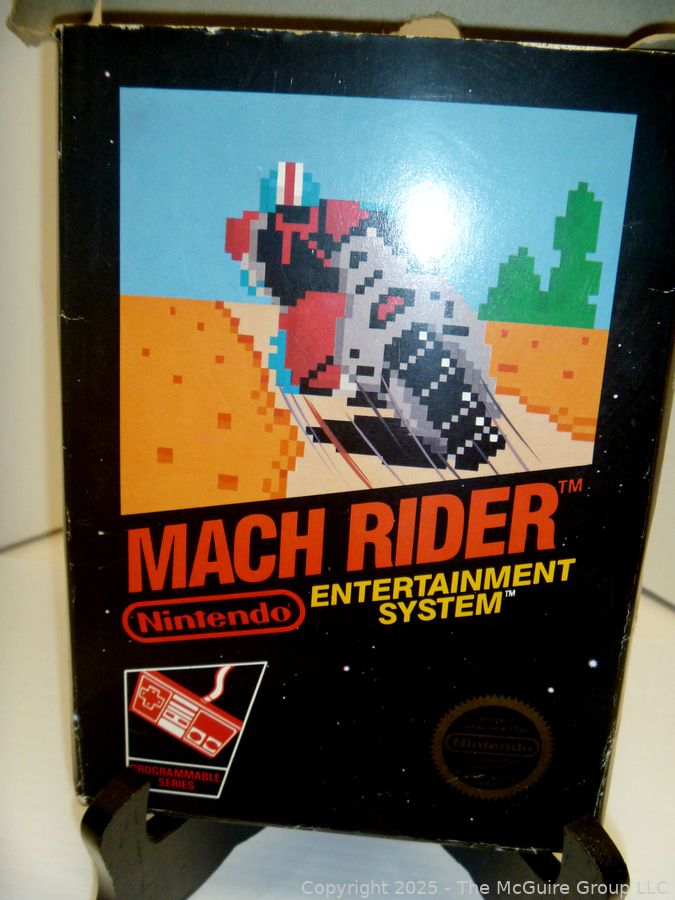 MACH RIDER™
Nintendo®
ENTERTAINMENT
SYSTEM™
PROGRAMMABLE
SERIES
Nintendo
Copyright 2025 - The McGuire Group LLC